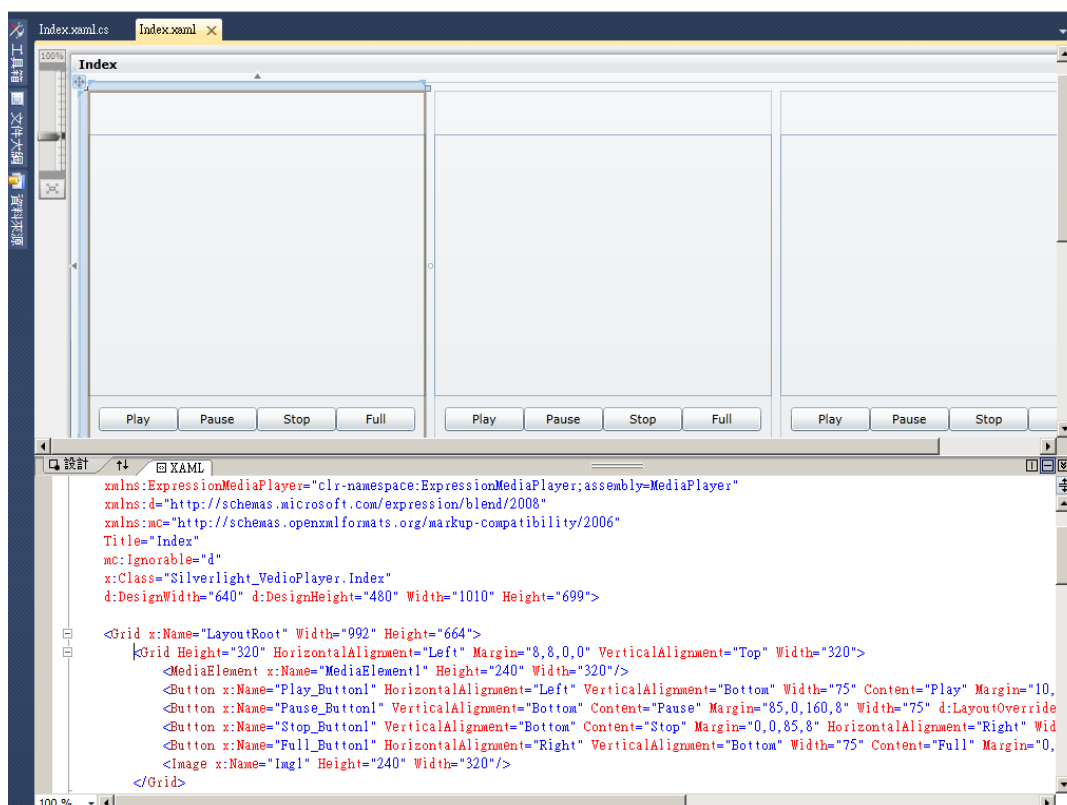 Index.xaml.cs
Index.xaml
工具箱
文件大綱
資料來源
100%
Index
Play Pause Stop Full
Play Pause Stop Full
Play Pause Stop
設計
XAML
xmlns:ExpressionMediaPlayer="clr-namespace:ExpressionMediaPlayer;assembly=MediaPlayer"
xmlns:d="http://schemas.microsoft.com/expression/blend/2008"
xmlns:mc="http://schemas.openxmlformats.org/markup-compatibility/2006"
Title="Index"
mc:Ignorable="d"
x:Class="Silverlight_VedioPlayer.Index"
d:DesignWidth="640" d:DesignHeight="480" Width="1010" Height="699">
<Grid x:Name="LayoutRoot" Width="992" Height="664">
<Grid Height="320" HorizontalAlignment="Left" Margin="8,8,0,0" VerticalAlignment="Top" Width="320">
<MediaElement x:Name="MediaElement1" Height="240" Width="320"/>
<Button x:Name="Play_Button1" HorizontalAlignment="Left" VerticalAlignment="Bottom" Width="75" Content="Play" Margin="10,
<Button x:Name="Pause_Button1" VerticalAlignment="Bottom" Content="Pause" Margin="85,0,160,8" Width="75" d:LayoutOverride
<Button x:Name="Stop_Button1" VerticalAlignment="Bottom" Content="Stop" Margin="0,0,85,8" HorizontalAlignment="Right" Wid
<Button x:Name="Full_Button1" HorizontalAlignment="Right" VerticalAlignment="Bottom" Width="75" Content="Full" Margin="0,
<Image x:Name="Img1" Height="240" Width="320"/>
</Grid>
100 %